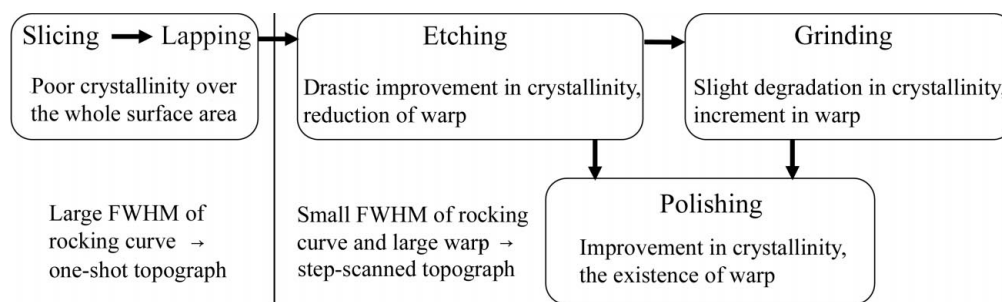 Slicing → Lapping
Poor crystallinity over
the whole surface area
Etching
Drastic improvement in crystallinity,
reduction of warp
Grinding
Slight degradation in crystallinity,
increment in warp
Polishing
Improvement in crystallinity,
the existence of warp
Large FWHM of
rocking curve →
one-shot topograph
Small FWHM of rocking
curve and large warp →
step-scanned topograph